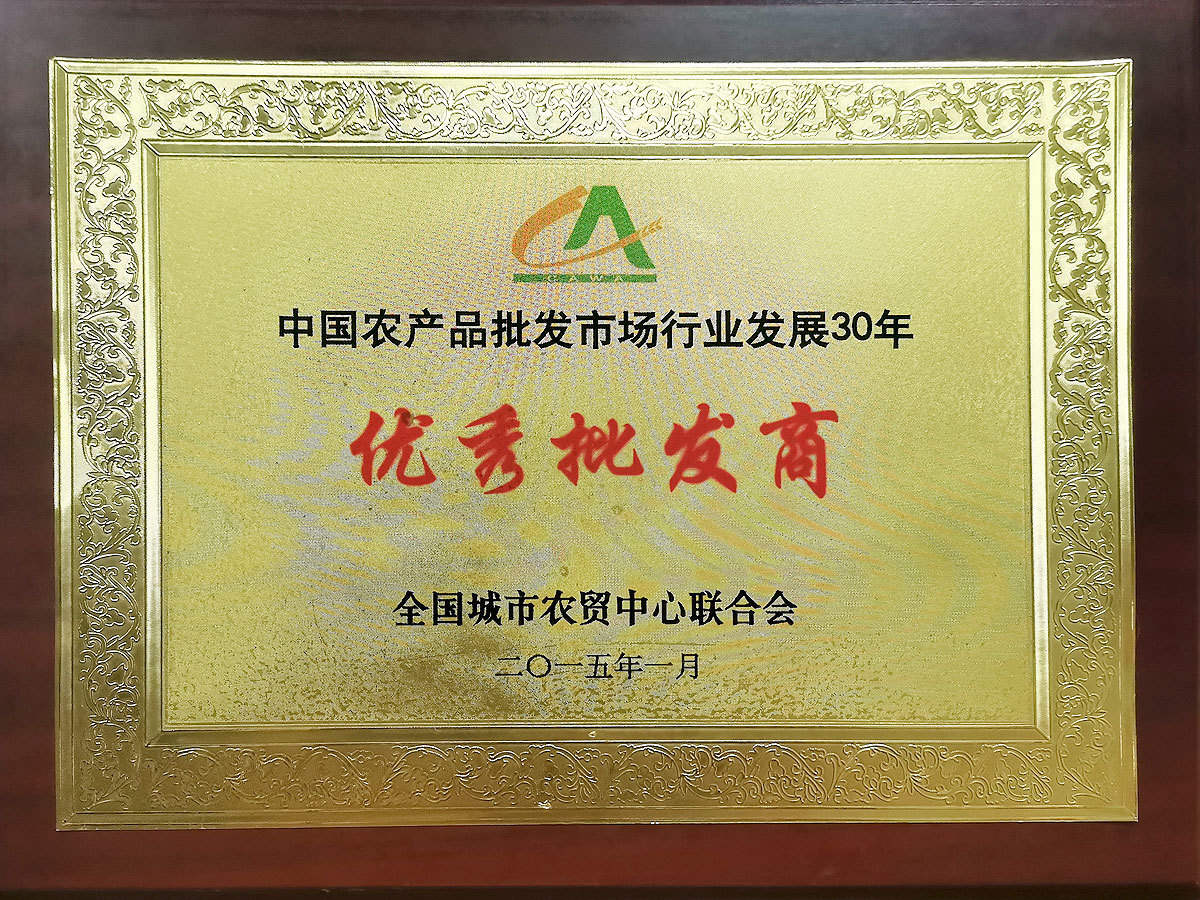 CAWA
中国农产品批发市场行业发展30年
优秀批发商
全国城市农贸中心联合会
二〇一五年一月